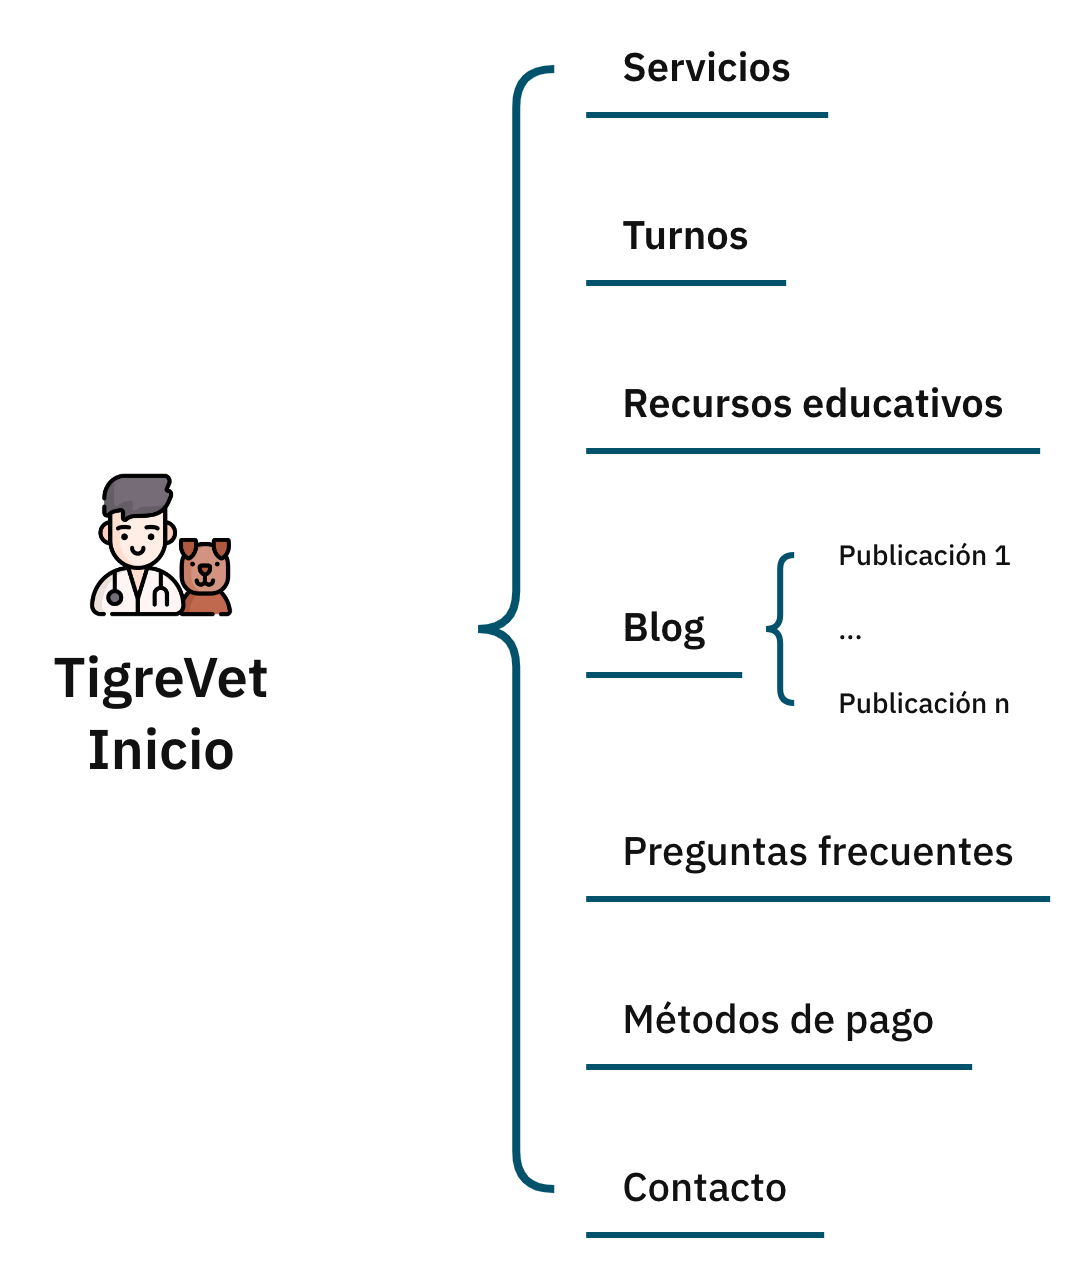 Servicios
Turnos
Recursos educativos
TigreVet
Inicio
Blog
Publicación 1
...
Publicación n
Preguntas frecuentes
Métodos de pago
Contacto